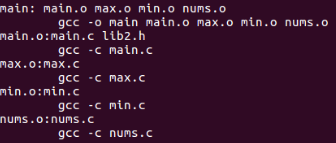 main: main.o max.o min.o nums.o
        gcc -o main main.o max.o min.o nums.o
main.o:main.c lib2.h
        gcc -c main.c
max.o:max.c
        gcc -c max.c
min.o:min.c
        gcc -c min.c
nums.o:nums.c
        gcc -c nums.c